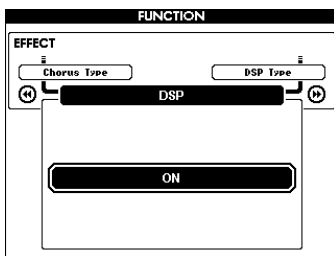 FUNCTION
EFFECT
Chorus Type
DSP Type
DSP
ON